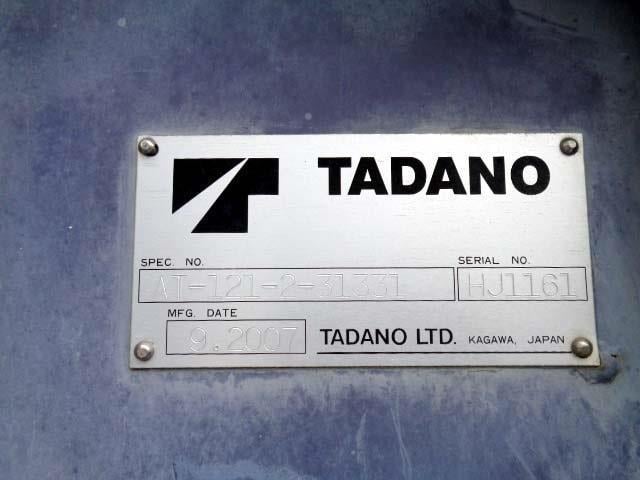 TADANO
SPEC. NO. SERIAL NO.
AT-121-2-31331 HJ1161
MFG. DATE
9.2007 TADANO LTD. KAGAWA, JAPAN